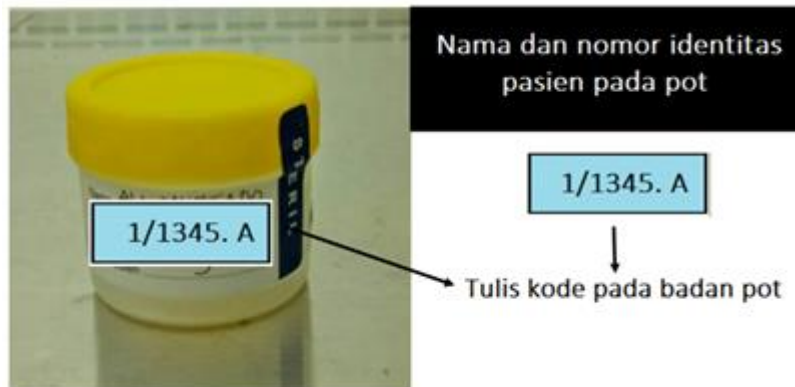 Nama dan nomor identitas
pasien pada pot
STERIL
1/1345. A
1/1345. A
Tulis kode pada badan pot